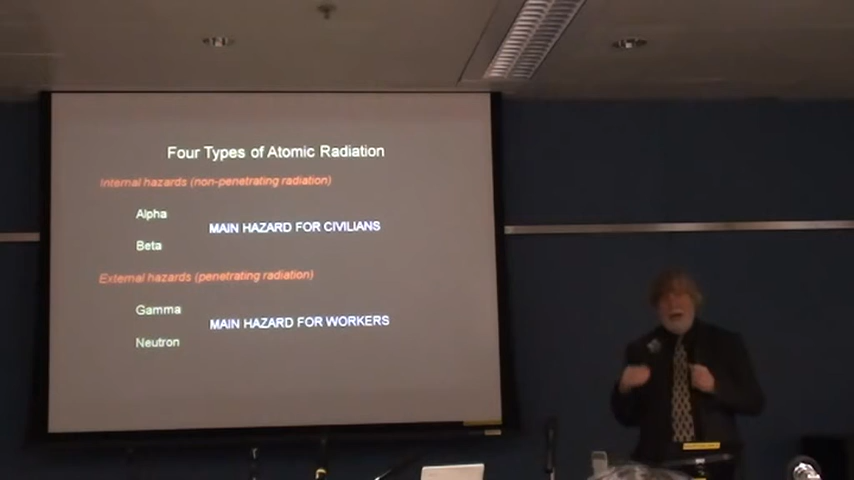 Four Types of Atomic Radiation
Internal hazards (non-penetrating radiation)
Alpha
MAIN HAZARD FOR CIVILIANS
Beta
External hazards (penetrating radiation)
Gamma
MAIN HAZARD FOR WORKERS
Neutron